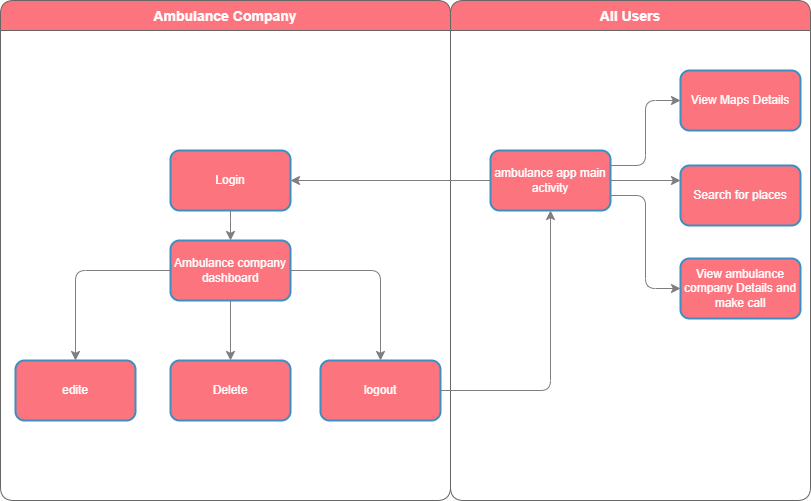 Ambulance Company
All Users
View Maps Details
Login
ambulance app main
activity
Search for places
Ambulance company
dashboard
View ambulance
company Details and
make call
edite
Delete
logout